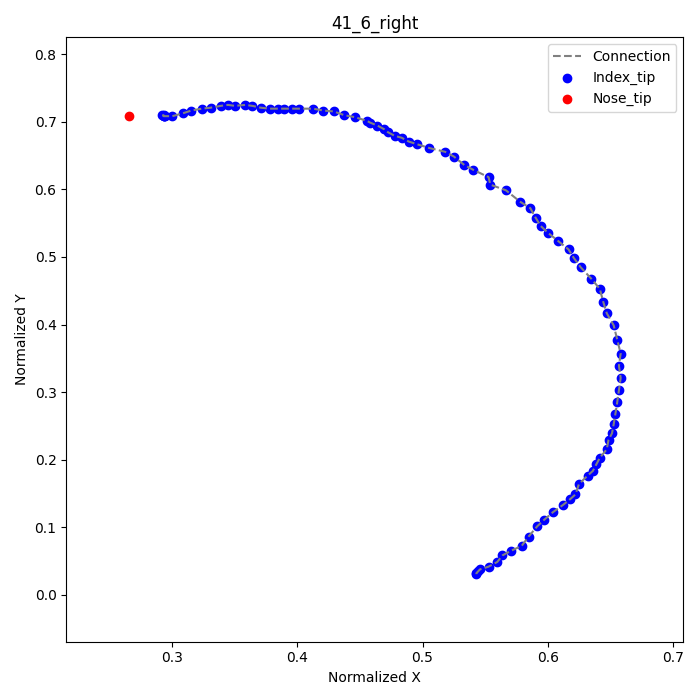 41_6_right
Connection
Index_tip
Nose_tip
Normalized Y
0.8
0.7
0.6
0.5
0.4
0.3
0.2
0.1
0.0
0.3 0.4 0.5 0.6 0.7
Normalized X